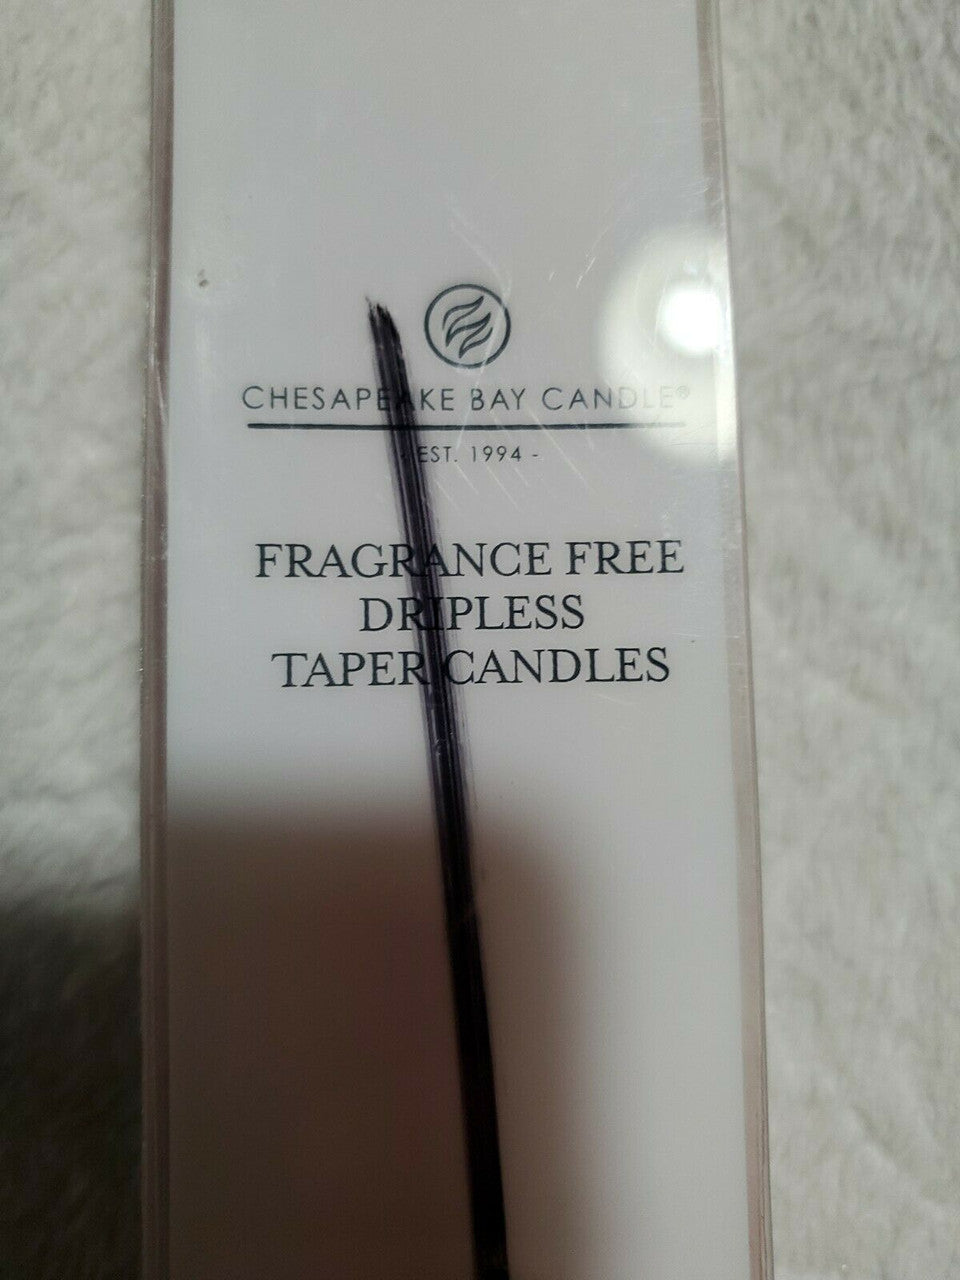 CHESAPEAKE BAY CANDLE®
- EST. 1994 -
FRAGRANCE FREE
DRIPLESS
TAPER CANDLES